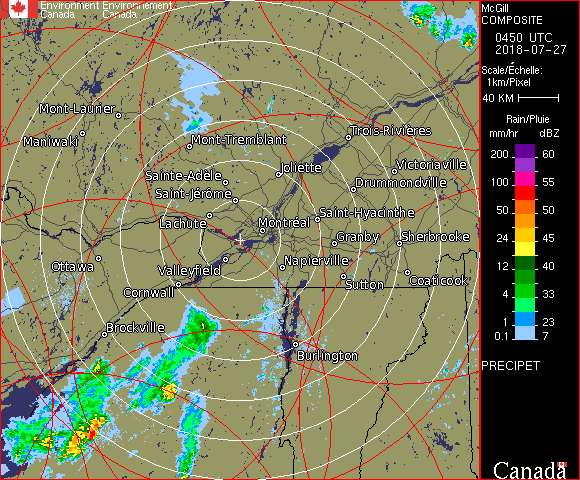 Environment Environnement
Canada Canada
McGill
COMPOSITE
0450 UTC
2018-07-27
Scale/Échelle:
1km/Pixel
40 KM
Rain/Pluie
mm/hr dBZ
200 60
150 57
100 55
50 50
24 45
12 40
4 33
1 23
0.1 7
PRECIPET
Canada
Mont-Laurier
Maniwaki
Mont-Tremblant
Trois-Rivières
Sainte-Adèle
Joliette
Victoriaville
Saint-Jérôme
Drummondville
Lachute
Montréal
Saint-Hyacinthe
Granby
Sherbrooke
Ottawa
Valleyfield
Napierville
Cornwall
Sutton
Coaticook
Brockville
Burlington